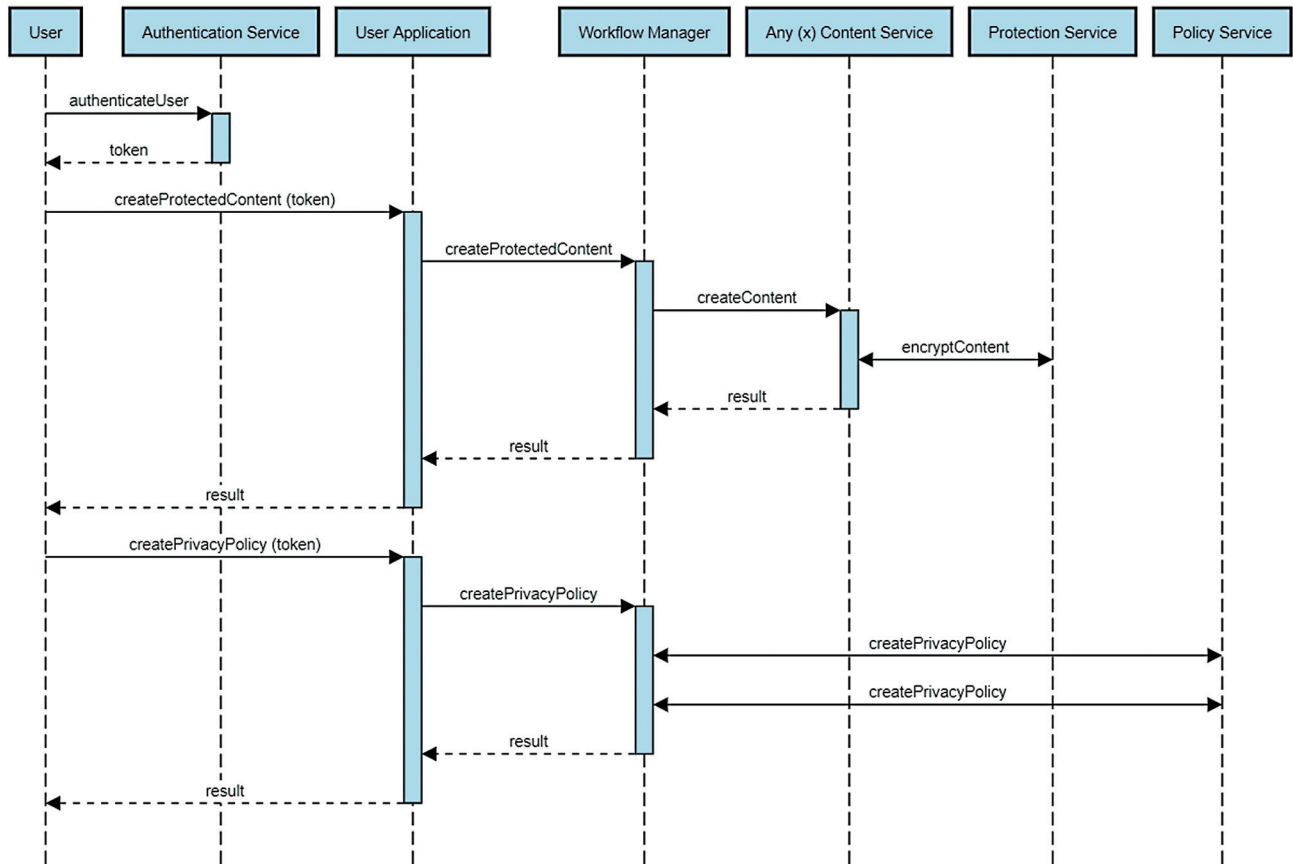 User
Authentication Service
User Application
Workflow Manager
Any (x) Content Service
Protection Service
Policy Service
authenticateUser
token
createProtectedContent (token)
createProtectedContent
createContent
encryptContent
result
result
result
createPrivacyPolicy (token)
createPrivacyPolicy
createPrivacyPolicy
createPrivacyPolicy
result
result